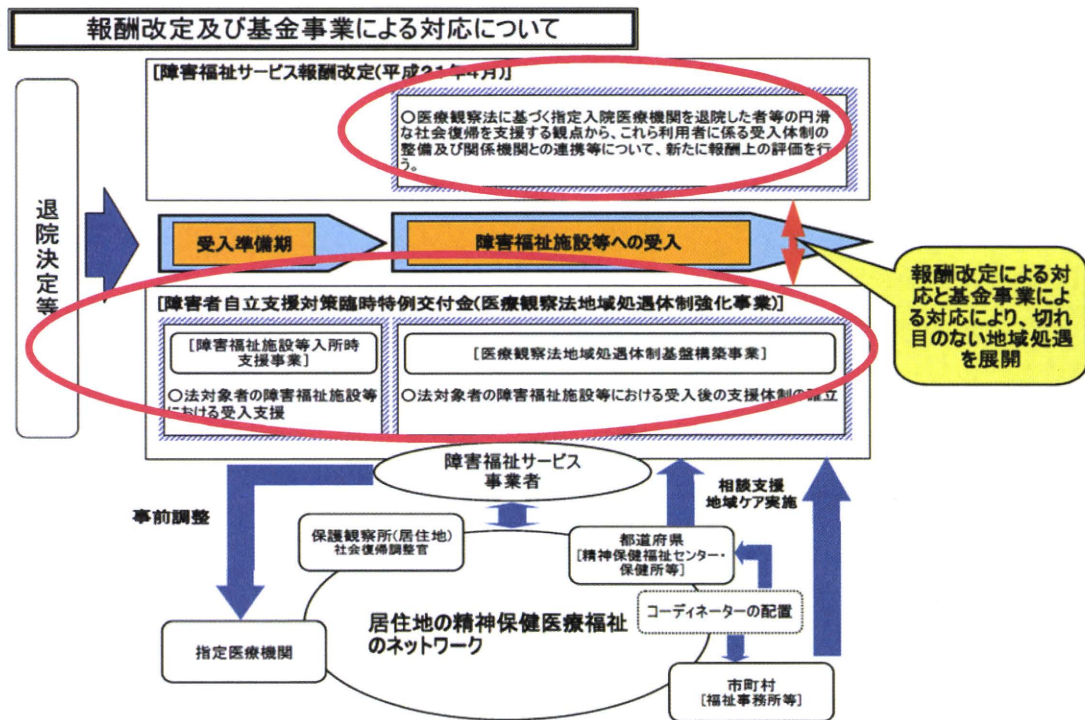 報酬改定及び基金事業による対応について
[障害福祉サービス報酬改定(平成21年4月)]
○医療観察法に基づく指定入院医療機関を退院した者等の円滑
な社会復帰を支援する観点から、これら利用者に係る受入体制の
整備及び関係機関との連携等について、新たに報酬上の評価を行
う。
退院決定等
受入準備期
障害福祉施設等への受入
報酬改定による対
応と基金事業によ
る対応により、切れ
目のない地域処遇
を展開
[障害者自立支援対策臨時特例交付金(医療観察法地域処遇体制強化事業)]
[障害福祉施設等入所時
支援事業]
○法対象者の障害福祉施設等
における受入支援
[医療観察法地域処遇体制基盤構築事業]
○法対象者の障害福祉施設等における受入後の支援体制の確立
障害福祉サービス
事業者
事前調整
相談支援
地域ケア実施
保護観察所(居住地)
社会復帰調整官
都道府県
[精神保健福祉センター・
保健所等]
コーディネーターの配置
居住地の精神保健医療福祉
のネットワーク
指定医療機関
市町村
[福祉事務所等]